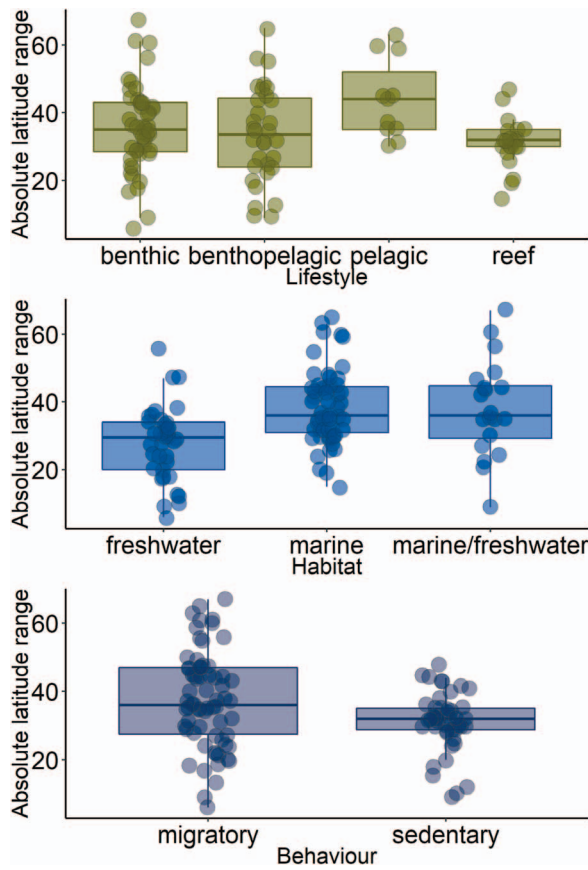 Absolute latitude range
60
40
20
benthic benthopelagic pelagic reef
Lifestyle
Absolute latitude range
60
40
20
freshwater marine marine/freshwater
Habitat
Absolute latitude range
60
40
20
migratory sedentary
Behaviour